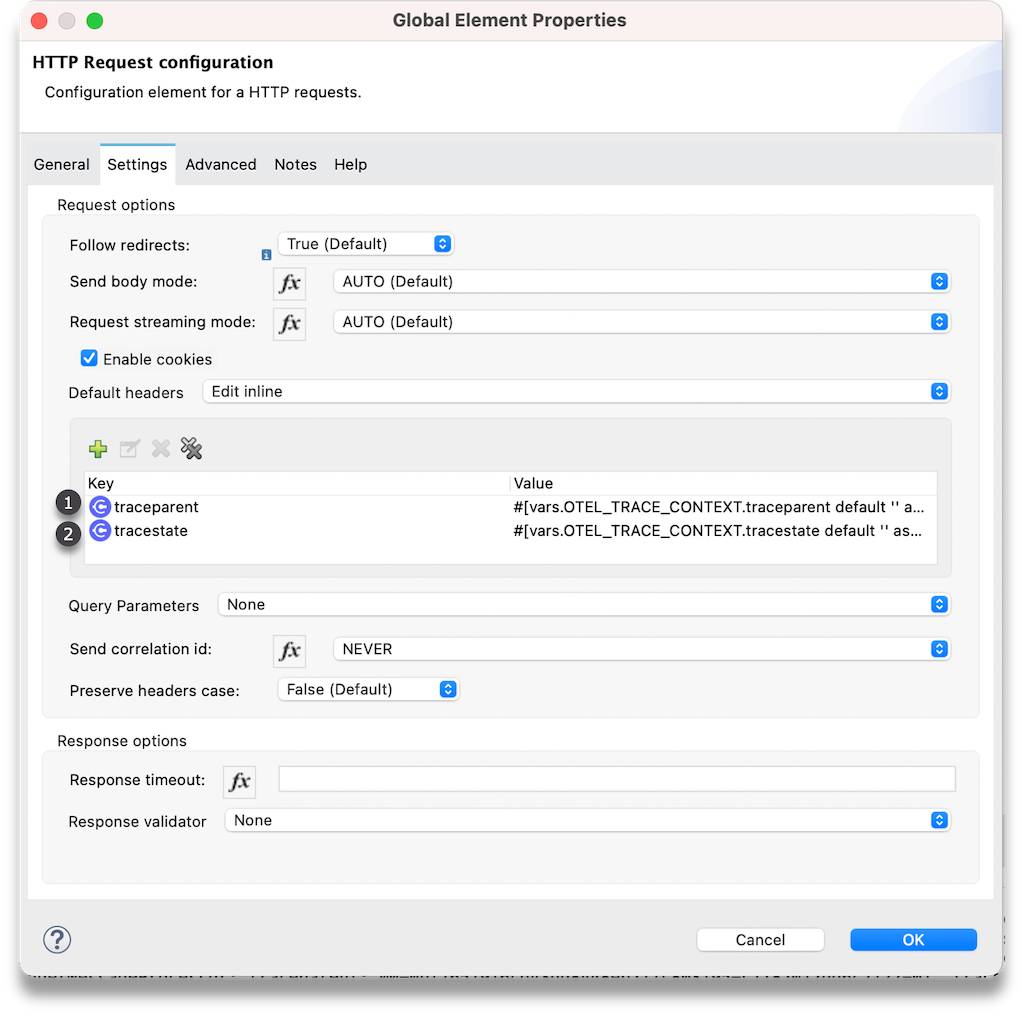 Global Element Properties
HTTP Request configuration
Configuration element for a HTTP requests.
General Settings Advanced Notes Help
Request options
Follow redirects: True (Default)
Send body mode: fx AUTO (Default)
Request streaming mode: fx AUTO (Default)
Enable cookies
Default headers Edit inline
Key Value
1 C traceparent #[vars.OTEL_TRACE_CONTEXT.traceparent default '' a...
2 C tracestate #[vars.OTEL_TRACE_CONTEXT.tracestate default '' as...
Query Parameters None
Send correlation id: fx NEVER
Preserve headers case: False (Default)
Response options
Response timeout: fx
Response validator None
? Cancel OK